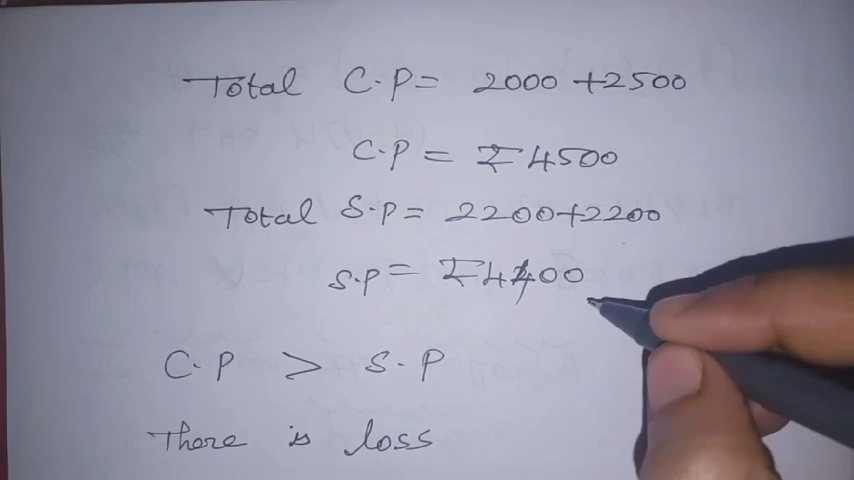 Total C.P = 2000 + 2500
C.P = ₹ 4500
Total S.P = 2200 + 2200
S.P = ₹ 4400
C.P > S.P
There is loss